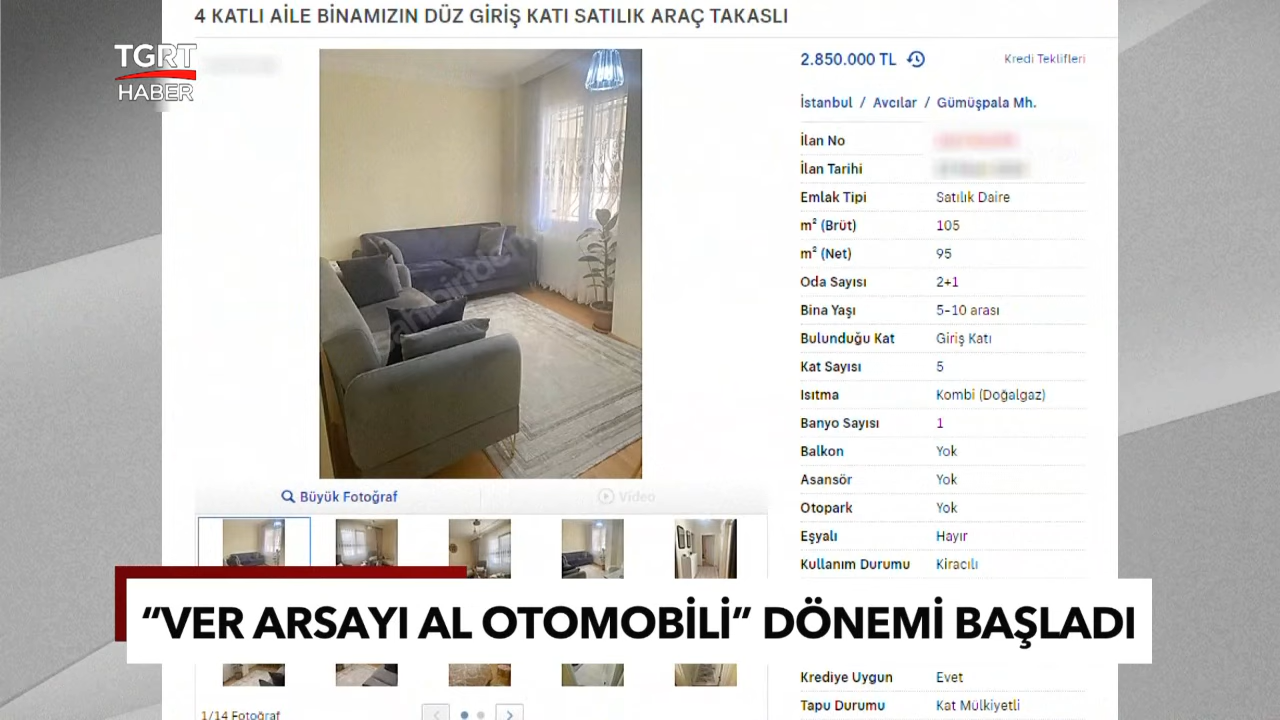 4 KATLI AİLE BİNAMIZIN DÜZ GİRİŞ KATI SATILIK ARAÇ TAKASLI
TGRT
HABER
2.850.000 TL
Kredi Teklifleri
İstanbul / Avcılar / Gümüşpala Mh.
İlan No
İlan Tarihi
Emlak Tipi Satılık Daire
m² (Brüt) 105
m² (Net) 95
Oda Sayısı 2+1
Bina Yaşı 5-10 arası
Bulunduğu Kat Giriş Katı
Kat Sayısı 5
Isıtma Kombi (Doğalgaz)
Banyo Sayısı 1
Balkon Yok
Asansör Yok
Otopark Yok
Eşyalı Hayır
Kullanım Durumu Kiracılı
Büyük Fotoğraf
Video
“VER ARSAYI AL OTOMOBİLİ” DÖNEMİ BAŞLADI
Krediye Uygun Evet
Tapu Durumu Kat Mülkiyetli
1/14 Fotoğraf